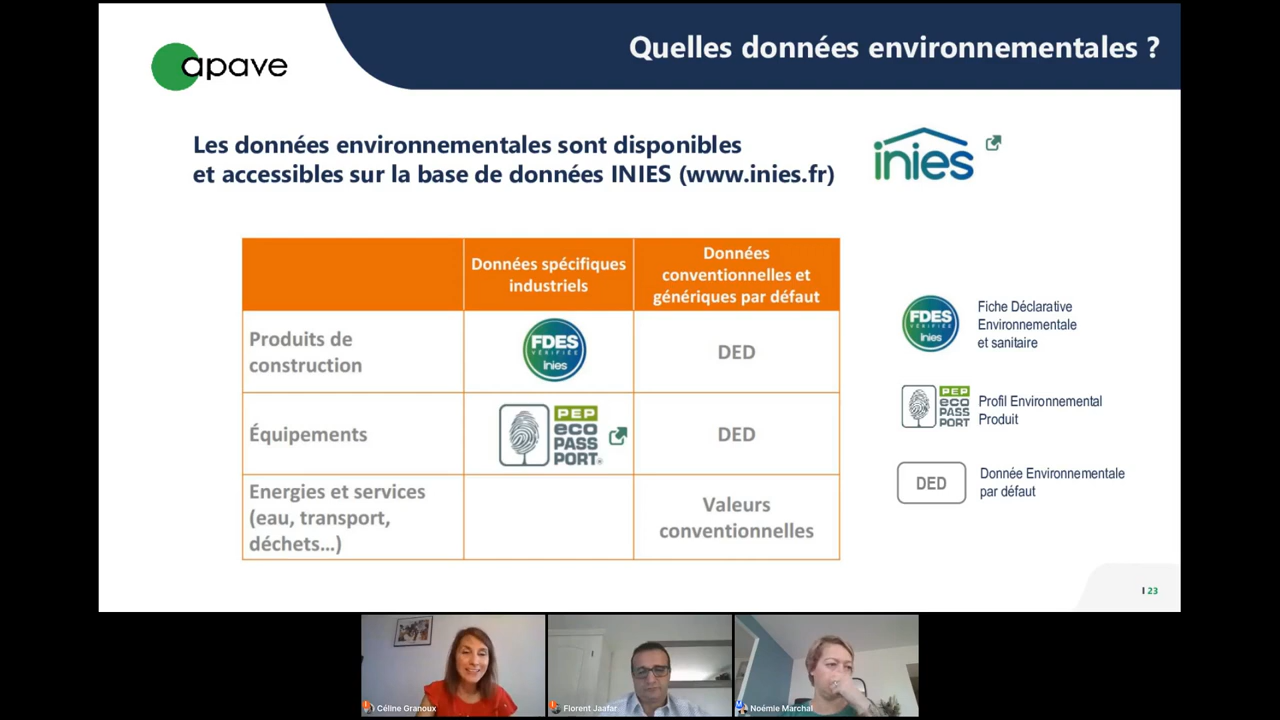 apave
Quelles données environnementales ?
Les données environnementales sont disponibles
et accessibles sur la base de données INIES (www.inies.fr)
inies
Données spécifiques
industriels
Données
conventionnelles et
génériques par défaut
Produits de
construction
FDES
VÉRIFIÉE
Inies
DED
Équipements
PEP
eco
PASS
PORT®
DED
Energies et services
(eau, transport,
déchets...)
Valeurs
conventionnelles
FDES
VÉRIFIÉE
Inies
Fiche Déclarative
Environnementale
et sanitaire
PEP
eco
PASS
PORT
Profil Environnemental
Produit
DED
Donnée Environnementale
par défaut
I 23
Céline Granoux
Florent Jaafar
Noémie Marchal